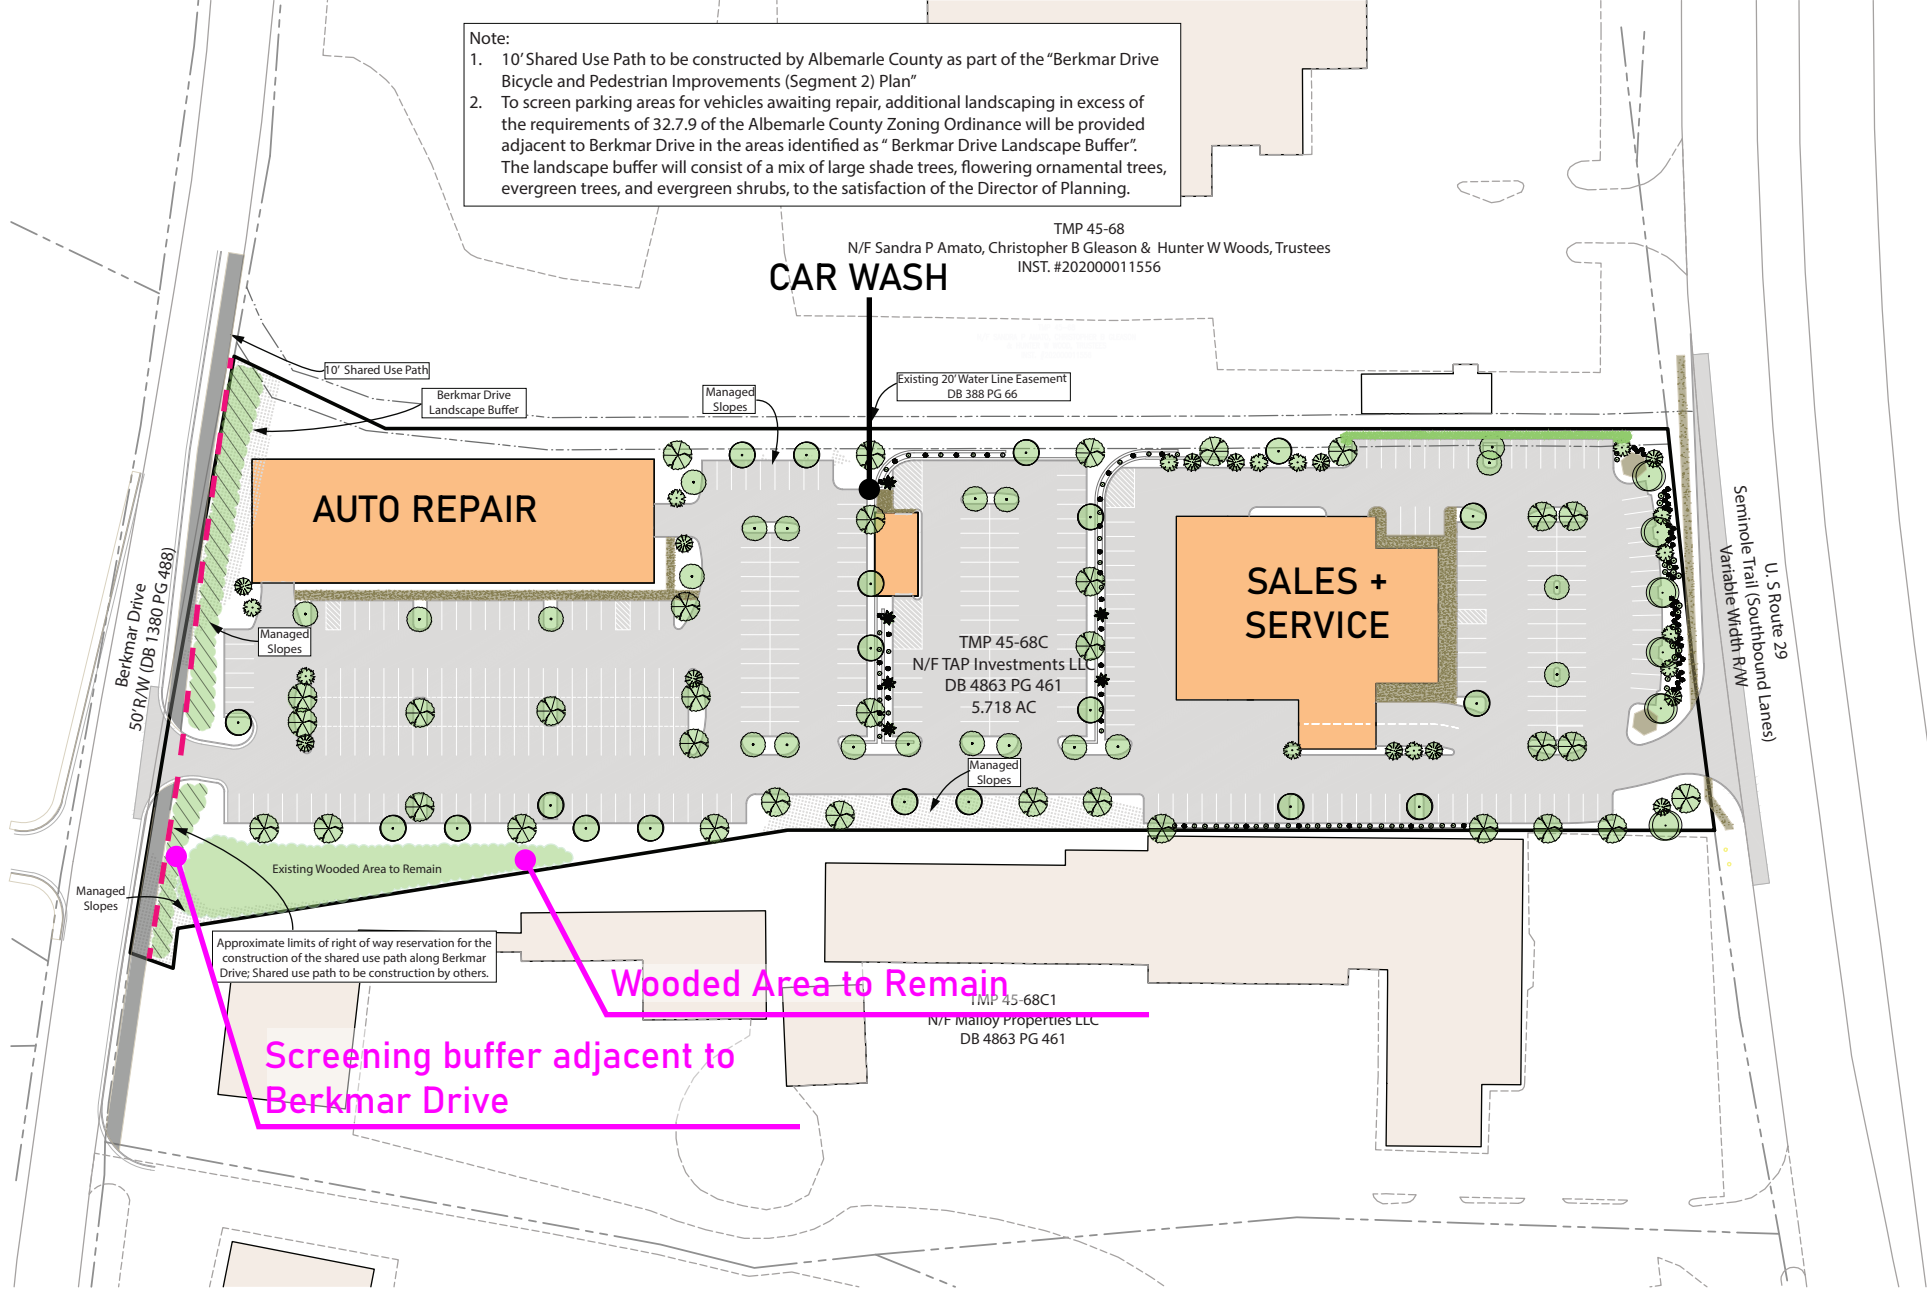 Note:
1. 10' Shared Use Path to be constructed by Albemarle County as part of the "Berkmar Drive
Bicycle and Pedestrian Improvements (Segment 2) Plan"
2. To screen parking areas for vehicles awaiting repair, additional landscaping in excess of
the requirements of 32.7.9 of the Albemarle County Zoning Ordinance will be provided
adjacent to Berkmar Drive in the areas identified as " Berkmar Drive Landscape Buffer".
The landscape buffer will consist of a mix of large shade trees, flowering ornamental trees,
evergreen trees, and evergreen shrubs, to the satisfaction of the Director of Planning.
TMP 45-68
N/F Sandra P Amato, Christopher B Gleason & Hunter W Woods, Trustees
INST. #202000011556
CAR WASH
10' Shared Use Path
Berkmar Drive
Landscape Buffer
Managed
Slopes
Existing 20' Water Line Easement
DB 388 PG 66
AUTO REPAIR
SALES +
SERVICE
Berkmar Drive
50' R/W (DB 1380 PG 488)
Managed
Slopes
TMP 45-68C
N/F TAP Investments LLC
DB 4863 PG 461
5.718 AC
U. S Route 29
Seminole Trail (Southbound Lanes)
Variable Width R/W
Managed
Slopes
Existing Wooded Area to Remain
Managed
Slopes
Approximate limits of right of way reservation for the
construction of the shared use path along Berkmar
Drive; Shared use path to be construction by others.
Wooded Area to Remain
TMP 45-68C1
N/F Malloy Properties LLC
DB 4863 PG 461
Screening buffer adjacent to
Berkmar Drive